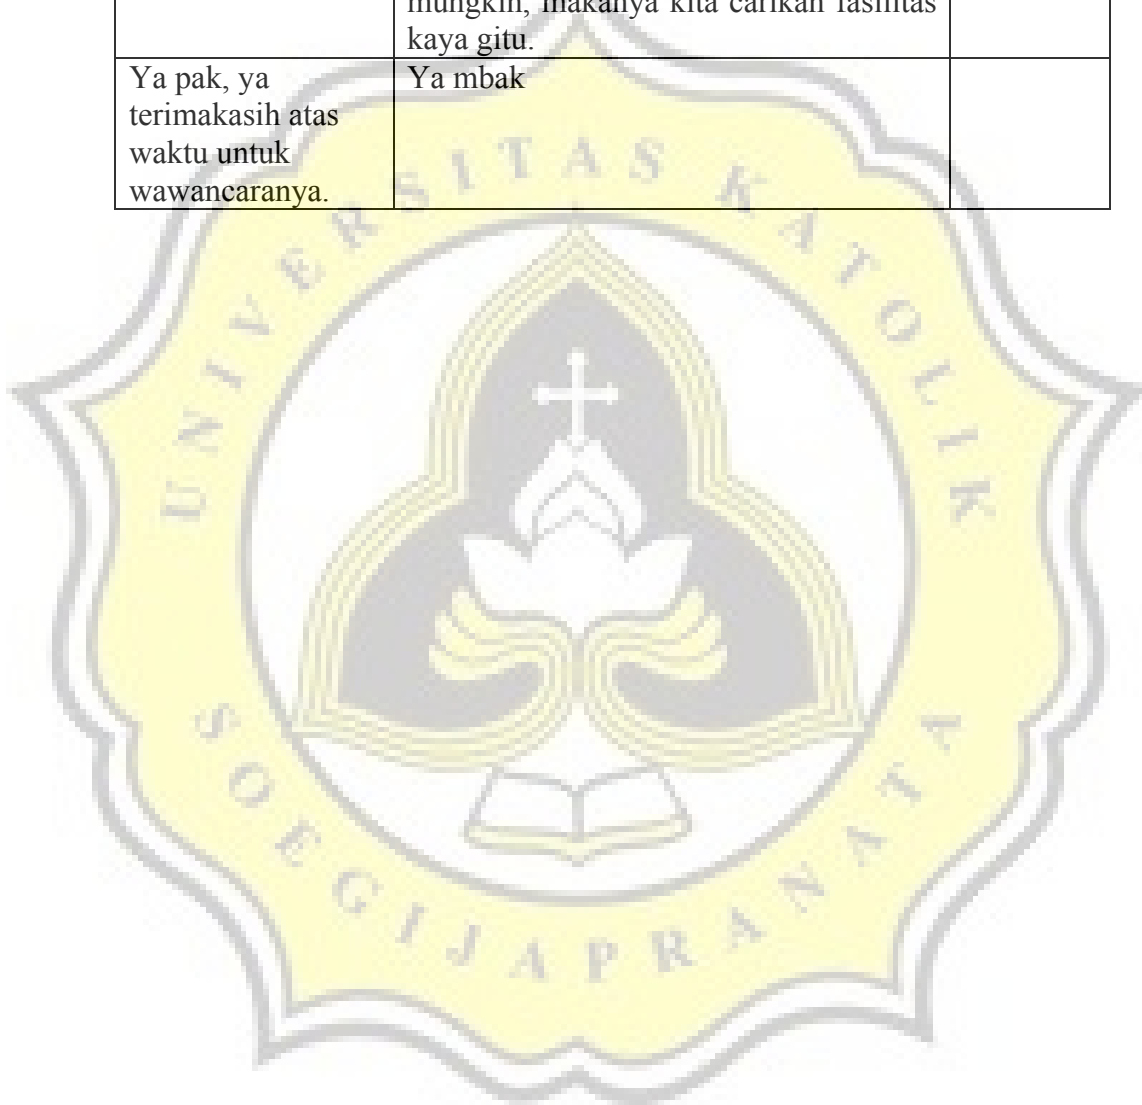 mungkin, makanya kita carikan fasilitas
kaya gitu.
Ya pak, ya
terimakasih atas
waktu untuk
wawancaranya.
Ya mbak
UNIVERSITAS KATOLIK
SOEGIJAPRANATA